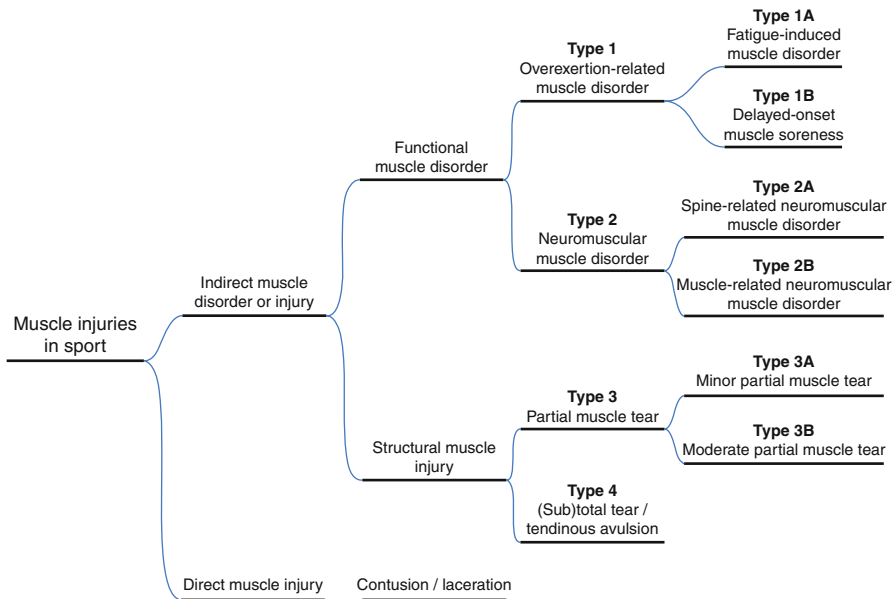 Muscle injuries
in sport
Indirect muscle
disorder or injury
Functional
muscle disorder
Type 1
Overexertion-related
muscle disorder
Type 1A
Fatigue-induced
muscle disorder
Type 1B
Delayed-onset
muscle soreness
Type 2
Neuromuscular
muscle disorder
Type 2A
Spine-related neuromuscular
muscle disorder
Type 2B
Muscle-related neuromuscular
muscle disorder
Structural muscle
injury
Type 3
Partial muscle tear
Type 3A
Minor partial muscle tear
Type 3B
Moderate partial muscle tear
Type 4
(Sub)total tear /
tendinous avulsion
Direct muscle injury
Contusion / laceration